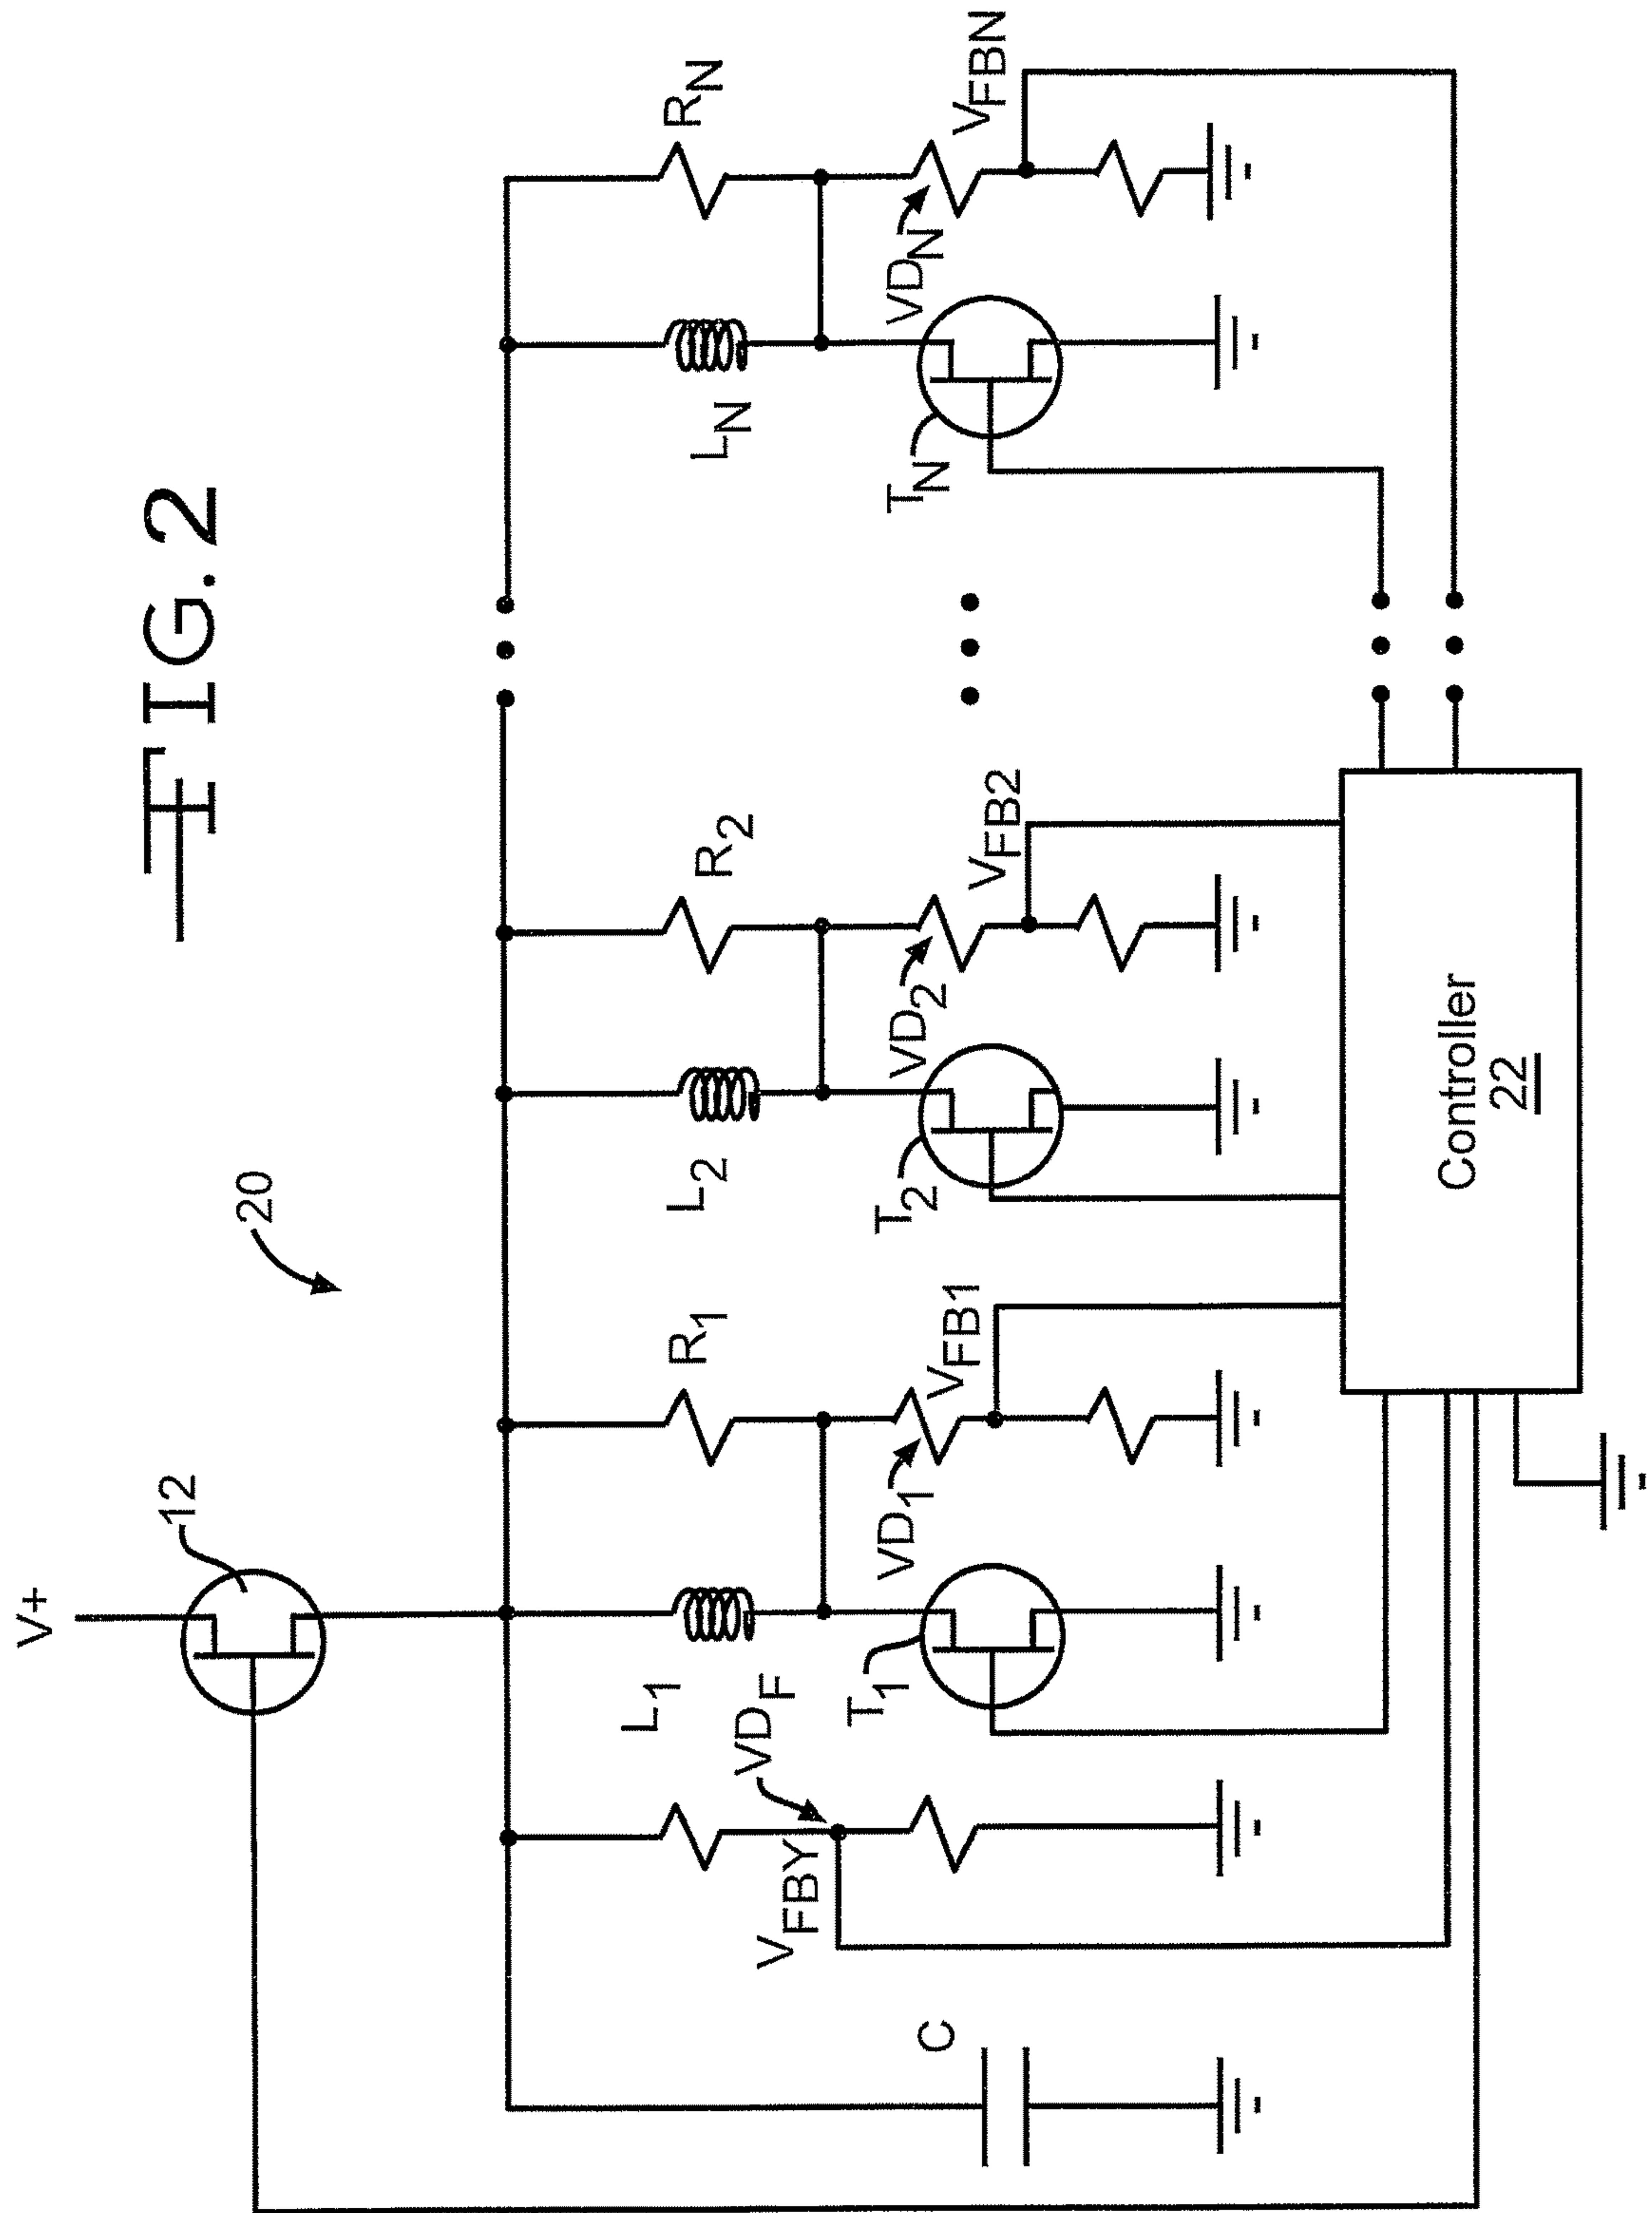 FIG. 2
20
V+
12
C
VFBY
VDF
L1
R1
T1
VD1
VFB1
L2
R2
T2
VD2
VFB2
LN
RN
TN
VDN
VFBN
Controller
22